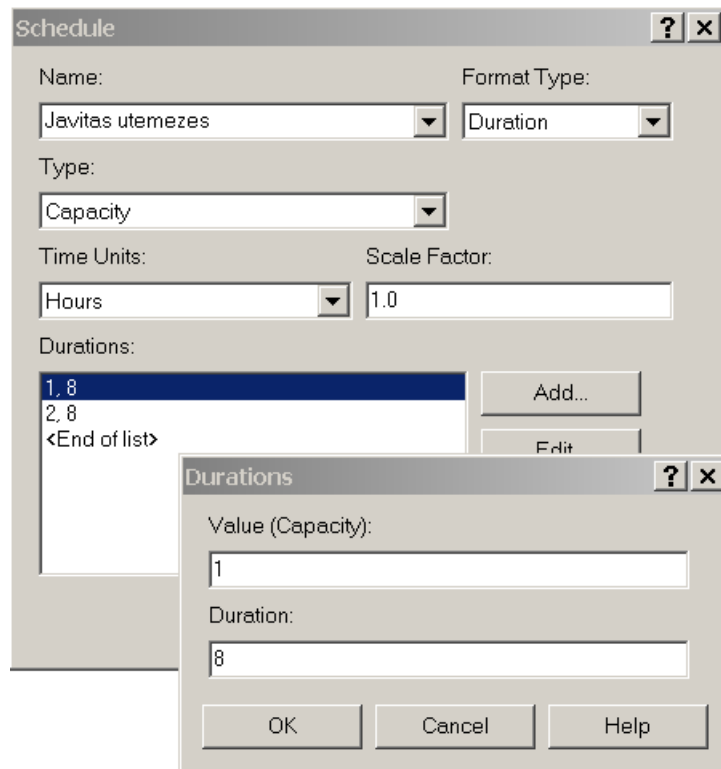 Schedule
Name: Format Type:
Javitas utemezes Duration
Type:
Capacity
Time Units: Scale Factor:
Hours 1.0
Durations:
1, 8
2, 8
<End of list>
Add...
Edit
Durations
Value (Capacity):
1
Duration:
8
OK Cancel Help